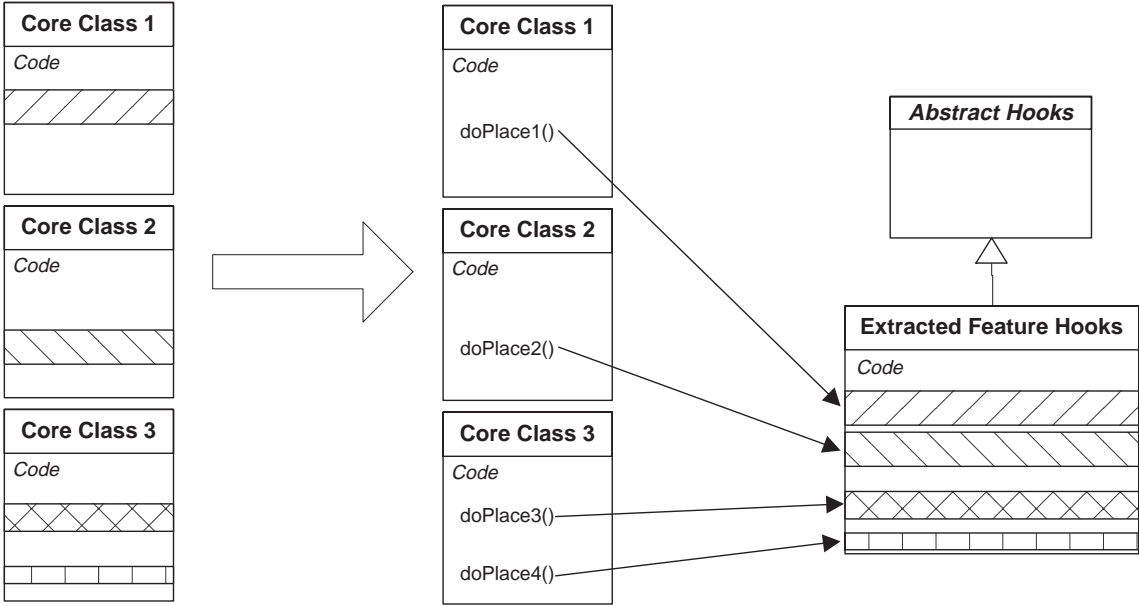 Core Class 1
Code
Core Class 2
Code
Core Class 3
Code
Core Class 1
Code
doPlace1()
Core Class 2
Code
doPlace2()
Core Class 3
Code
doPlace3()
doPlace4()
Abstract Hooks
Extracted Feature Hooks
Code